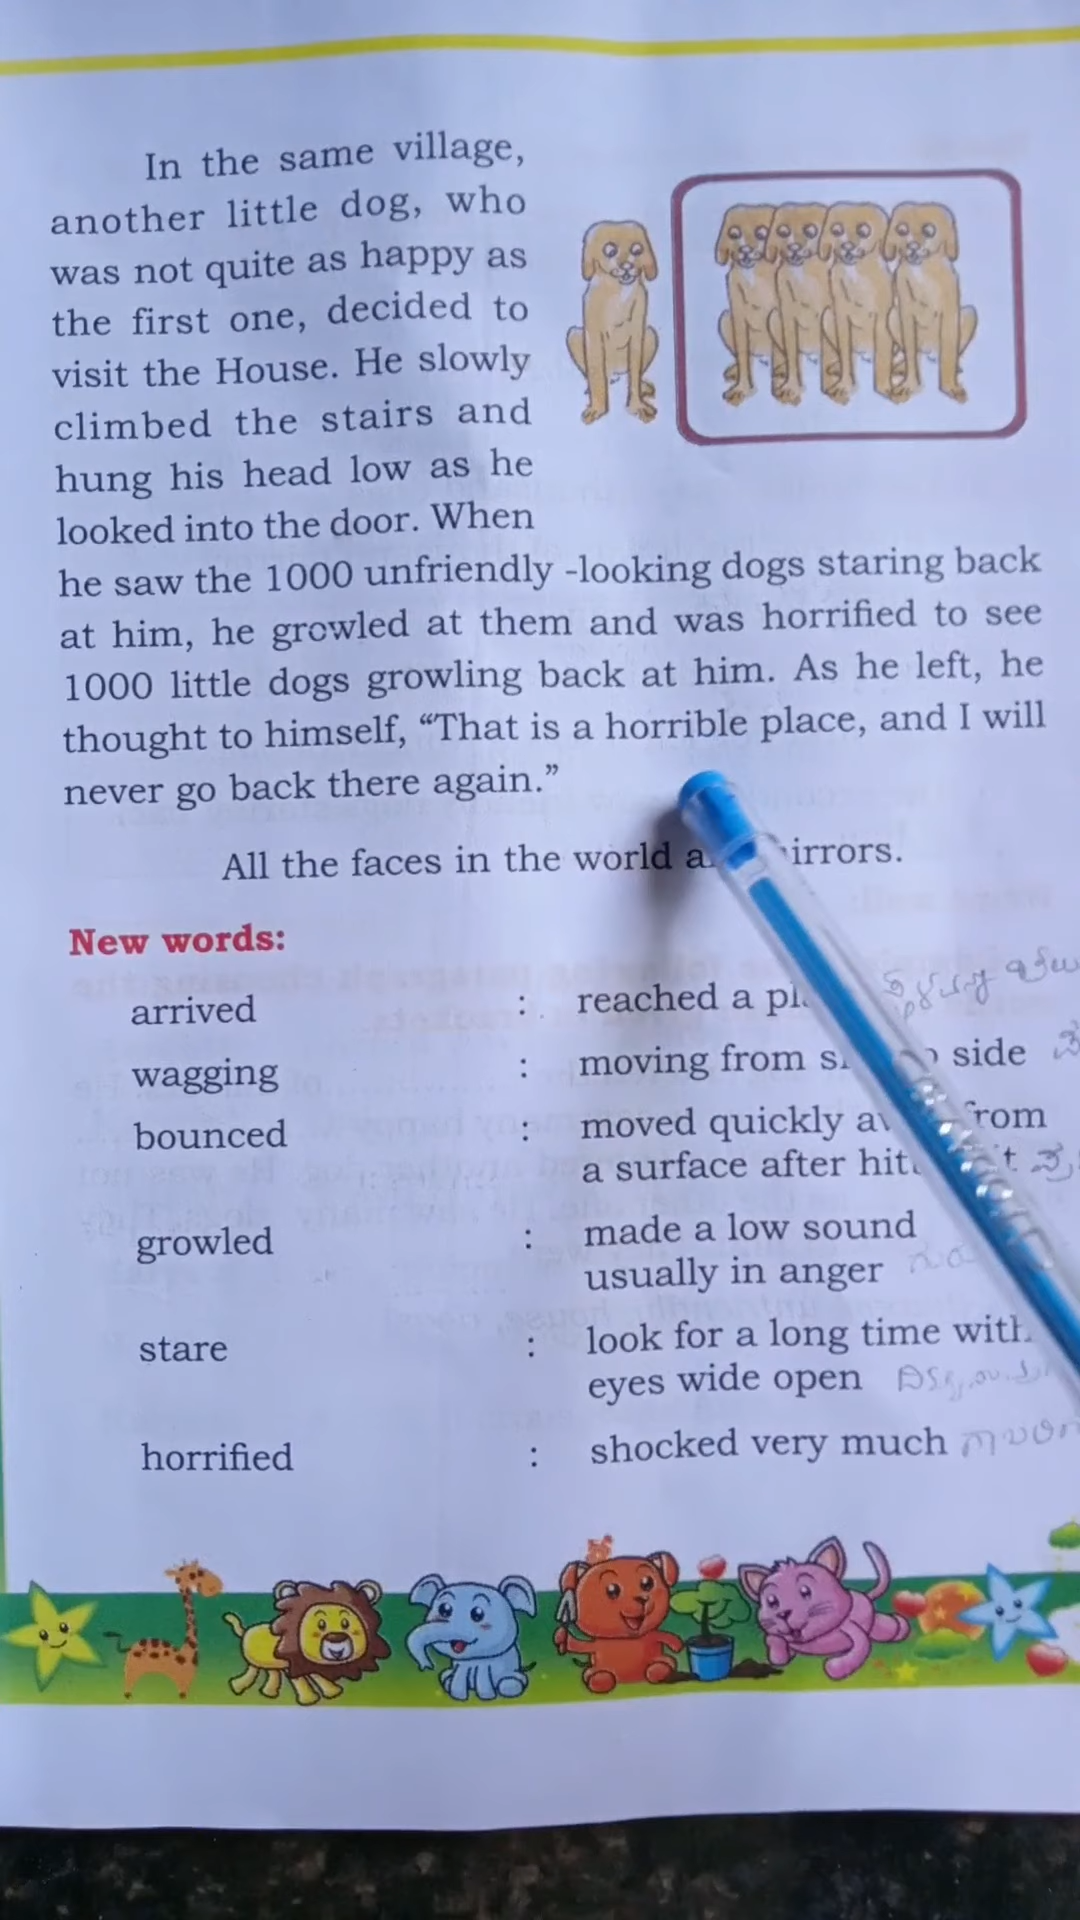 In the same village,
another little dog, who
was not quite as happy as
the first one, decided to
visit the House. He slowly
climbed the stairs and
hung his head low as he
looked into the door. When
he saw the 1000 unfriendly -looking dogs staring back
at him, he growled at them and was horrified to see
1000 little dogs growling back at him. As he left, he
thought to himself, “That is a horrible place, and I will
never go back there again.”
All the faces in the world
New words:
arrived : reached a
wagging : moving from side
bounced : moved quickly from
a surface after
growled : made a low sound
usually in anger
stare : look for a long time with
eyes wide open
horrified : shocked very much